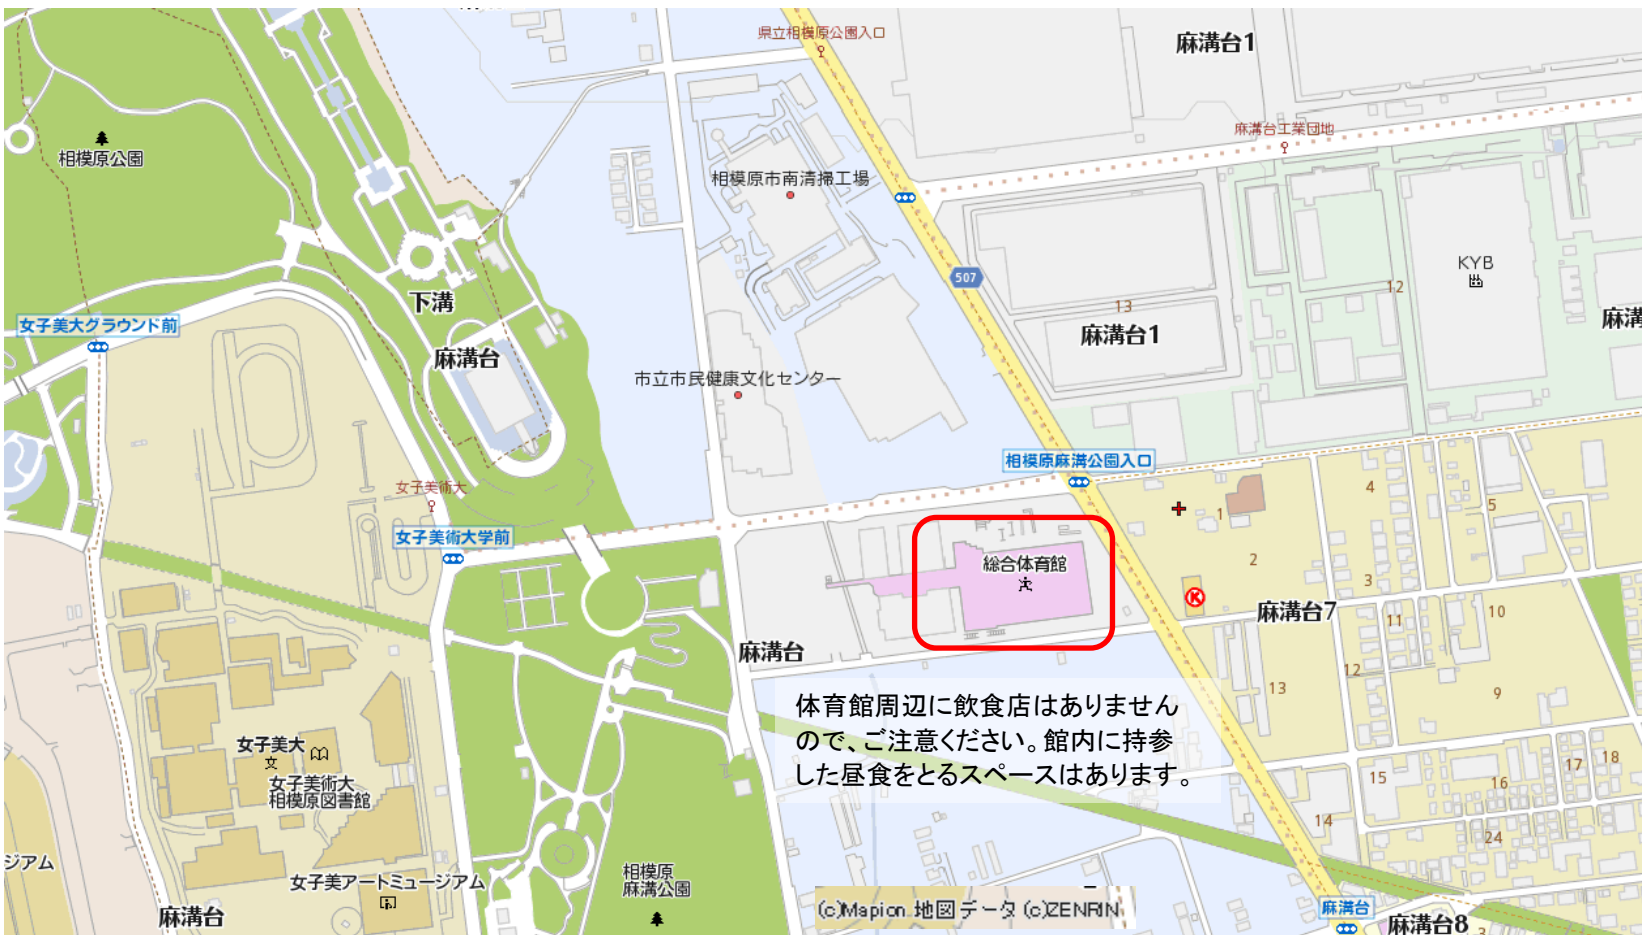 県立相模原公園入口
麻溝台1
麻溝台工業団地
相模原公園
相模原市南清掃工場
507
KYB
12
13
下溝
麻溝台1
麻溝
女子美大グラウンド前
麻溝台
市立市民健康文化センター
相模原麻溝公園入口
女子美術大
4
5
1
女子美術大学前
総合体育館
2
3
K
麻溝台7
10
11
麻溝台
12
13
9
体育館周辺に飲食店はありません
ので、ご注意ください。館内に持参
した昼食をとるスペースはあります。
女子美大
文
女子美術大
相模原図書館
15
16
17
18
14
24
ジアム
女子美アートミュージアム
相模原
麻溝公園
麻溝台
(c)Mapion 地図データ (c)ZENRIN
麻溝台
麻溝台8
3